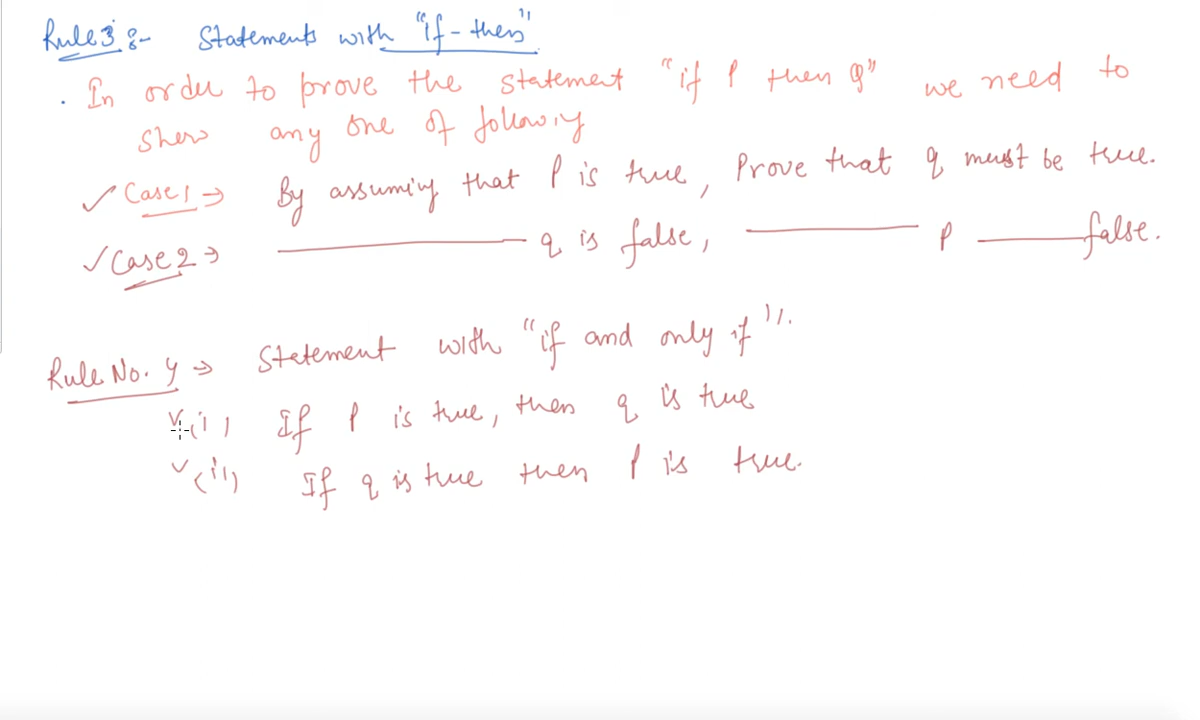 Rule 3 :- Statements with "if - then"
. In order to prove the statement "if p then q" we need to
show any one of following
✓ Case 1 → By assuming that p is true, Prove that q must be true.
✓ Case 2 → ———— q is false, ———— p ———— false.
Rule No. 4 → Statement with "if and only if".
✓ (i) If p is true, then q is true
✓ (ii) If q is true then p is true.